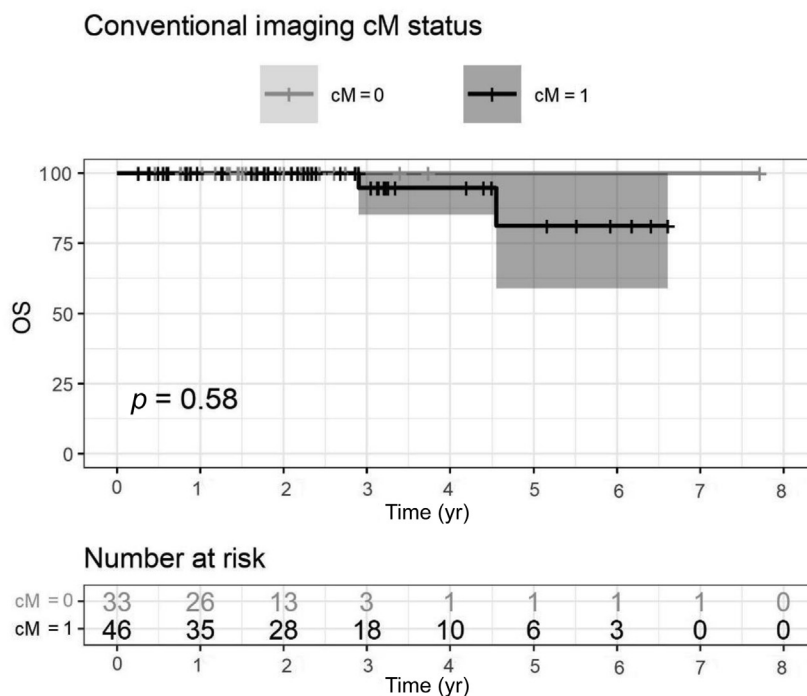 Conventional imaging cM status
cM = 0 cM = 1
100
75
50
25
0
OS
p = 0.58
0 1 2 3 4 5 6 7 8
Time (yr)
Number at risk
cM = 0 33 26 13 3 1 1 1 1 0
cM = 1 46 35 28 18 10 6 3 0 0
0 1 2 3 4 5 6 7 8
Time (yr)